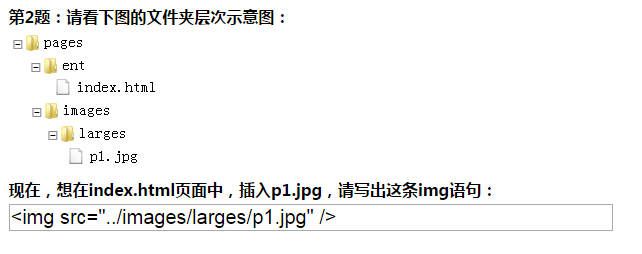 第2题：请看下图的文件夹层次示意图：
pages
ent
index.html
images
larges
p1.jpg
现在，想在index.html页面中，插入p1.jpg，请写出这条img语句：
<img src="../images/larges/p1.jpg" />